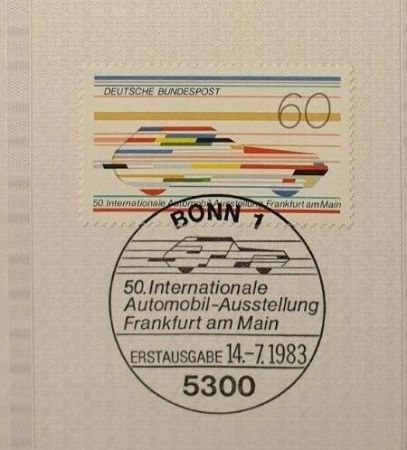 DEUTSCHE BUNDESPOST
60
50. Internationale Automobil-Ausstellung Frankfurt am Main
BONN 1
50. Internationale
Automobil-Ausstellung
Frankfurt am Main
ERSTAUSGABE 14.-7.1983
5300